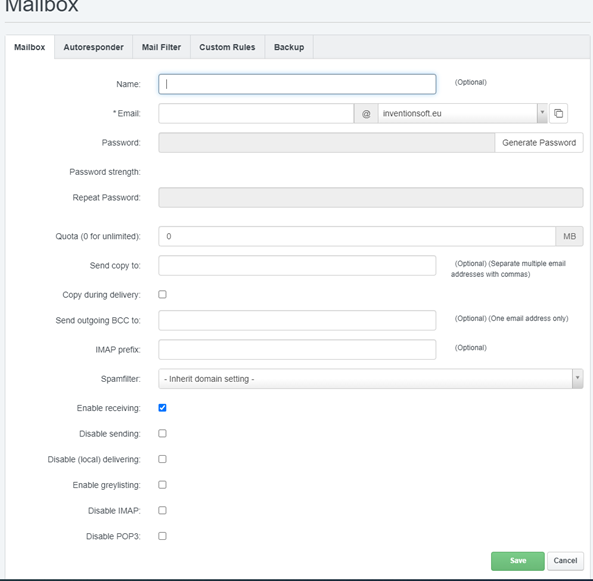 Mailbox
Mailbox Autoresponder Mail Filter Custom Rules Backup
Name: (Optional)
* Email: @ inventionsoft.eu
Password: Generate Password
Password strength:
Repeat Password:
Quota (0 for unlimited): 0 MB
Send copy to: (Optional) (Separate multiple email
addresses with commas)
Copy during delivery:
Send outgoing BCC to: (Optional) (One email address only)
IMAP prefix: (Optional)
Spamfilter: - Inherit domain setting -
Enable receiving:
Disable sending:
Disable (local) delivering:
Enable greylisting:
Disable IMAP:
Disable POP3:
Save Cancel